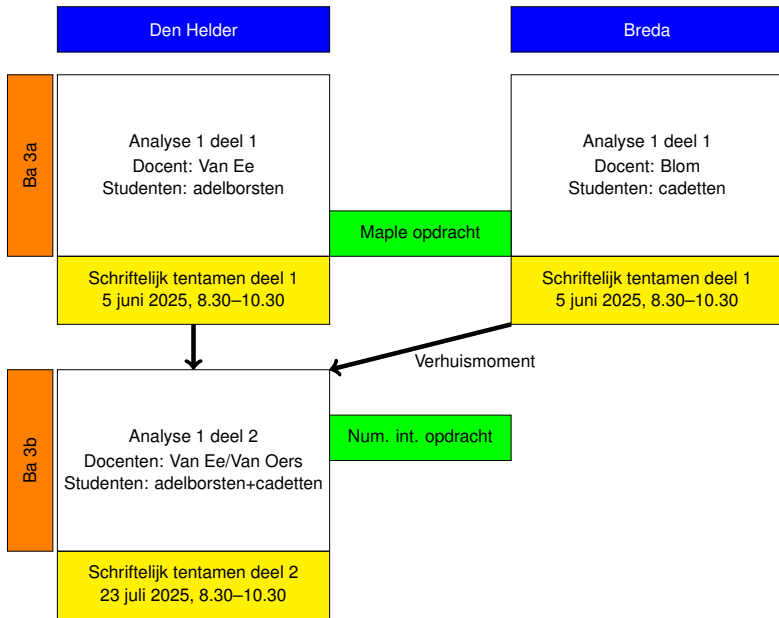 Den Helder
Breda
Ba 3a
Analyse 1 deel 1
Docent: Van Ee
Studenten: adelborsten
Analyse 1 deel 1
Docent: Blom
Studenten: cadetten
Maple opdracht
Schriftelijk tentamen deel 1
5 juni 2025, 8.30–10.30
Schriftelijk tentamen deel 1
5 juni 2025, 8.30–10.30
Verhuismoment
Ba 3b
Analyse 1 deel 2
Docenten: Van Ee/Van Oers
Studenten: adelborsten+cadetten
Num. int. opdracht
Schriftelijk tentamen deel 2
23 juli 2025, 8.30–10.30